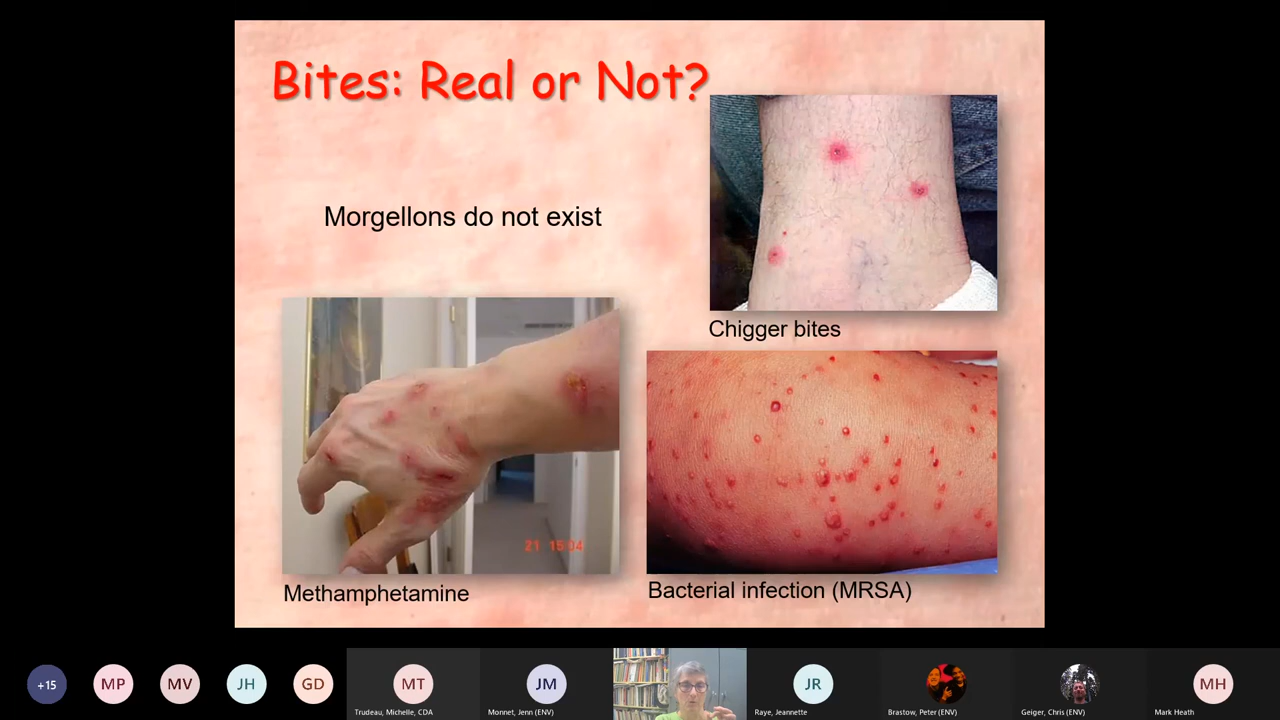 Bites: Real or Not?
Morgellons do not exist
Chigger bites
21 15:04
Methamphetamine
Bacterial infection (MRSA)
+15
MP
MV
JH
GD
MT
JM
JR
MH
Trudeau, Michelle, CDA
Monnet, Jenn (ENV)
Raye, Jeannette
Brastow, Peter (ENV)
Geiger, Chris (ENV)
Mark Heath